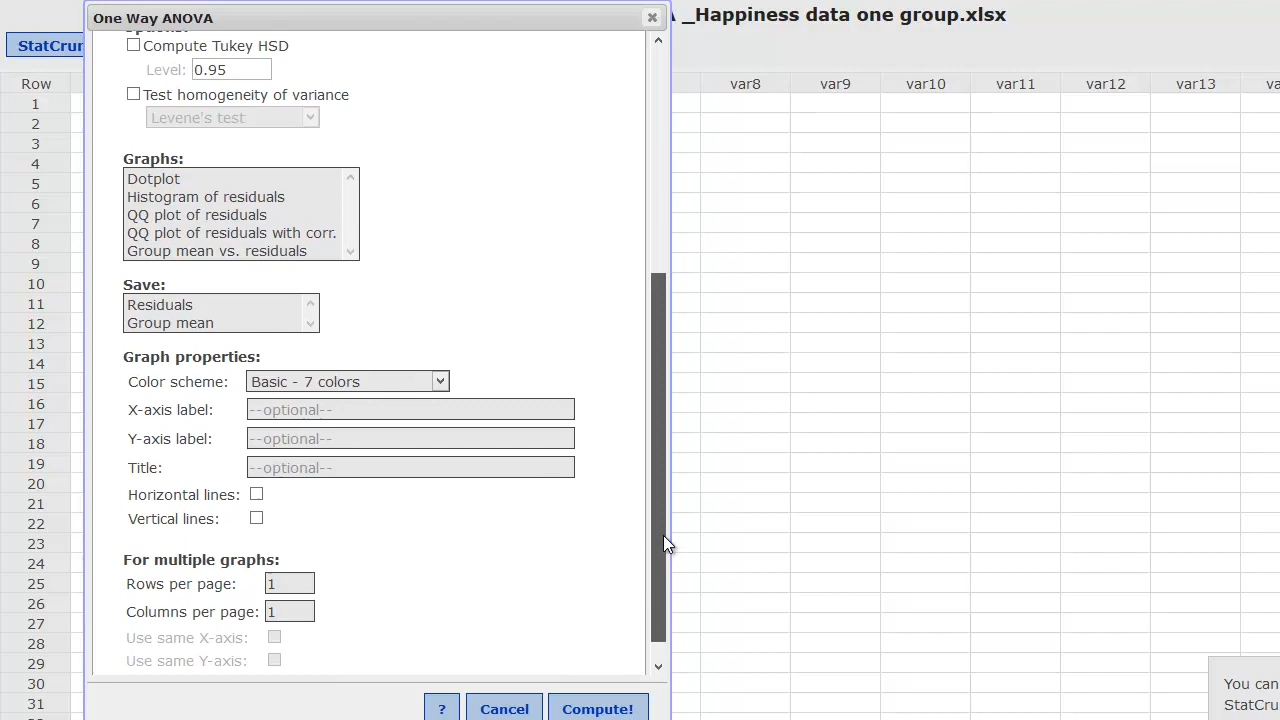 One Way ANOVA
_Happiness data one group.xlsx
StatCrun
Compute Tukey HSD
Level: 0.95
Test homogeneity of variance
Levene's test
Graphs:
Dotplot
Histogram of residuals
QQ plot of residuals
QQ plot of residuals with corr.
Group mean vs. residuals
Save:
Residuals
Group mean
Graph properties:
Color scheme: Basic - 7 colors
X-axis label: --optional--
Y-axis label: --optional--
Title: --optional--
Horizontal lines:
Vertical lines:
For multiple graphs:
Rows per page: 1
Columns per page: 1
Use same X-axis:
Use same Y-axis:
? Cancel Compute!
Row var8 var9 var10 var11 var12 var13
1
2
3
4
5
6
7
8
9
10
11
12
13
14
15
16
17
18
19
20
21
22
23
24
25
26
27
28
29
30
31
You can
StatCru